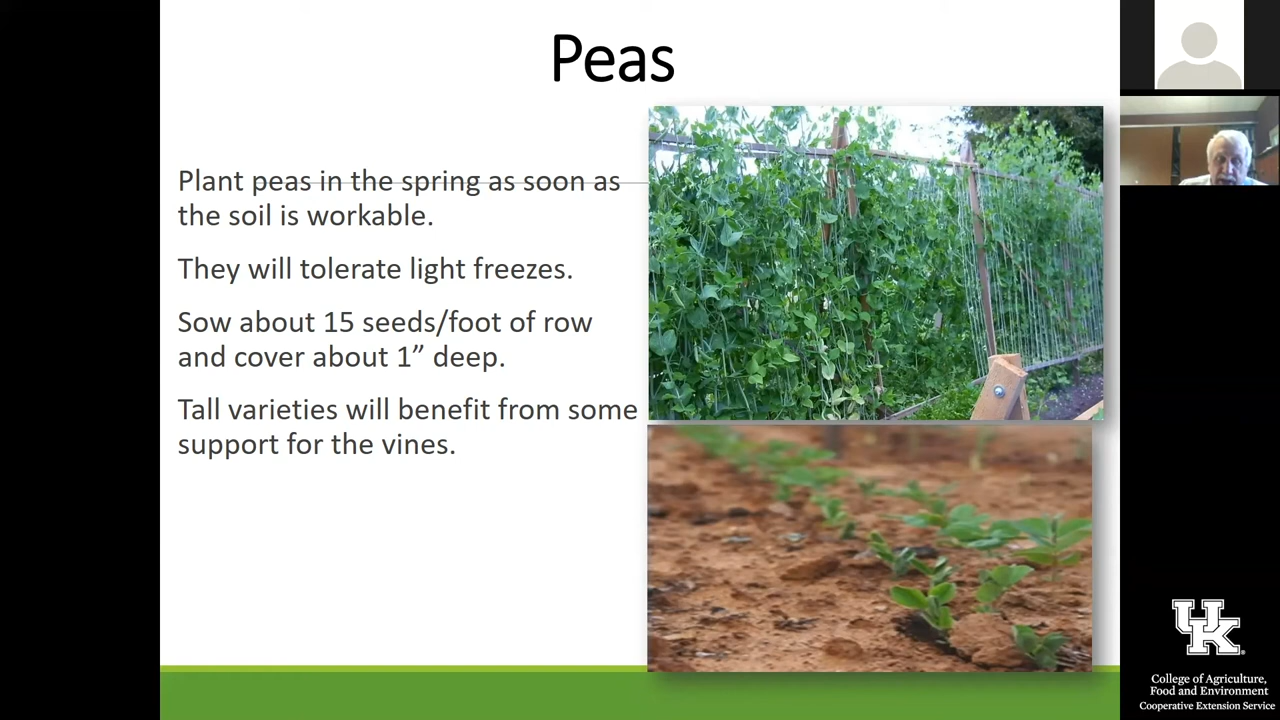 Peas
Plant peas in the spring as soon as
the soil is workable.
They will tolerate light freezes.
Sow about 15 seeds/foot of row
and cover about 1” deep.
Tall varieties will benefit from some
support for the vines.
UK
College of Agriculture,
Food and Environment
Cooperative Extension Service